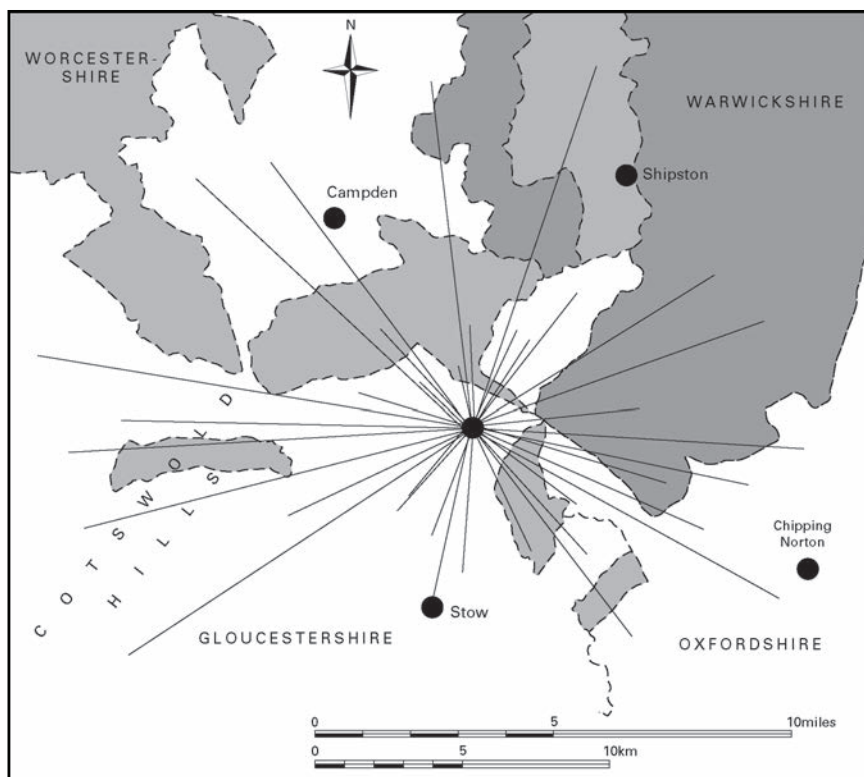 N
WORCESTER-
SHIRE
WARWICKSHIRE
Campden
Shipston
COTSWOLD
HILLS
Chipping
Norton
Stow
GLOUCESTERSHIRE
OXFORDSHIRE
0 5 10miles
0 5 10km